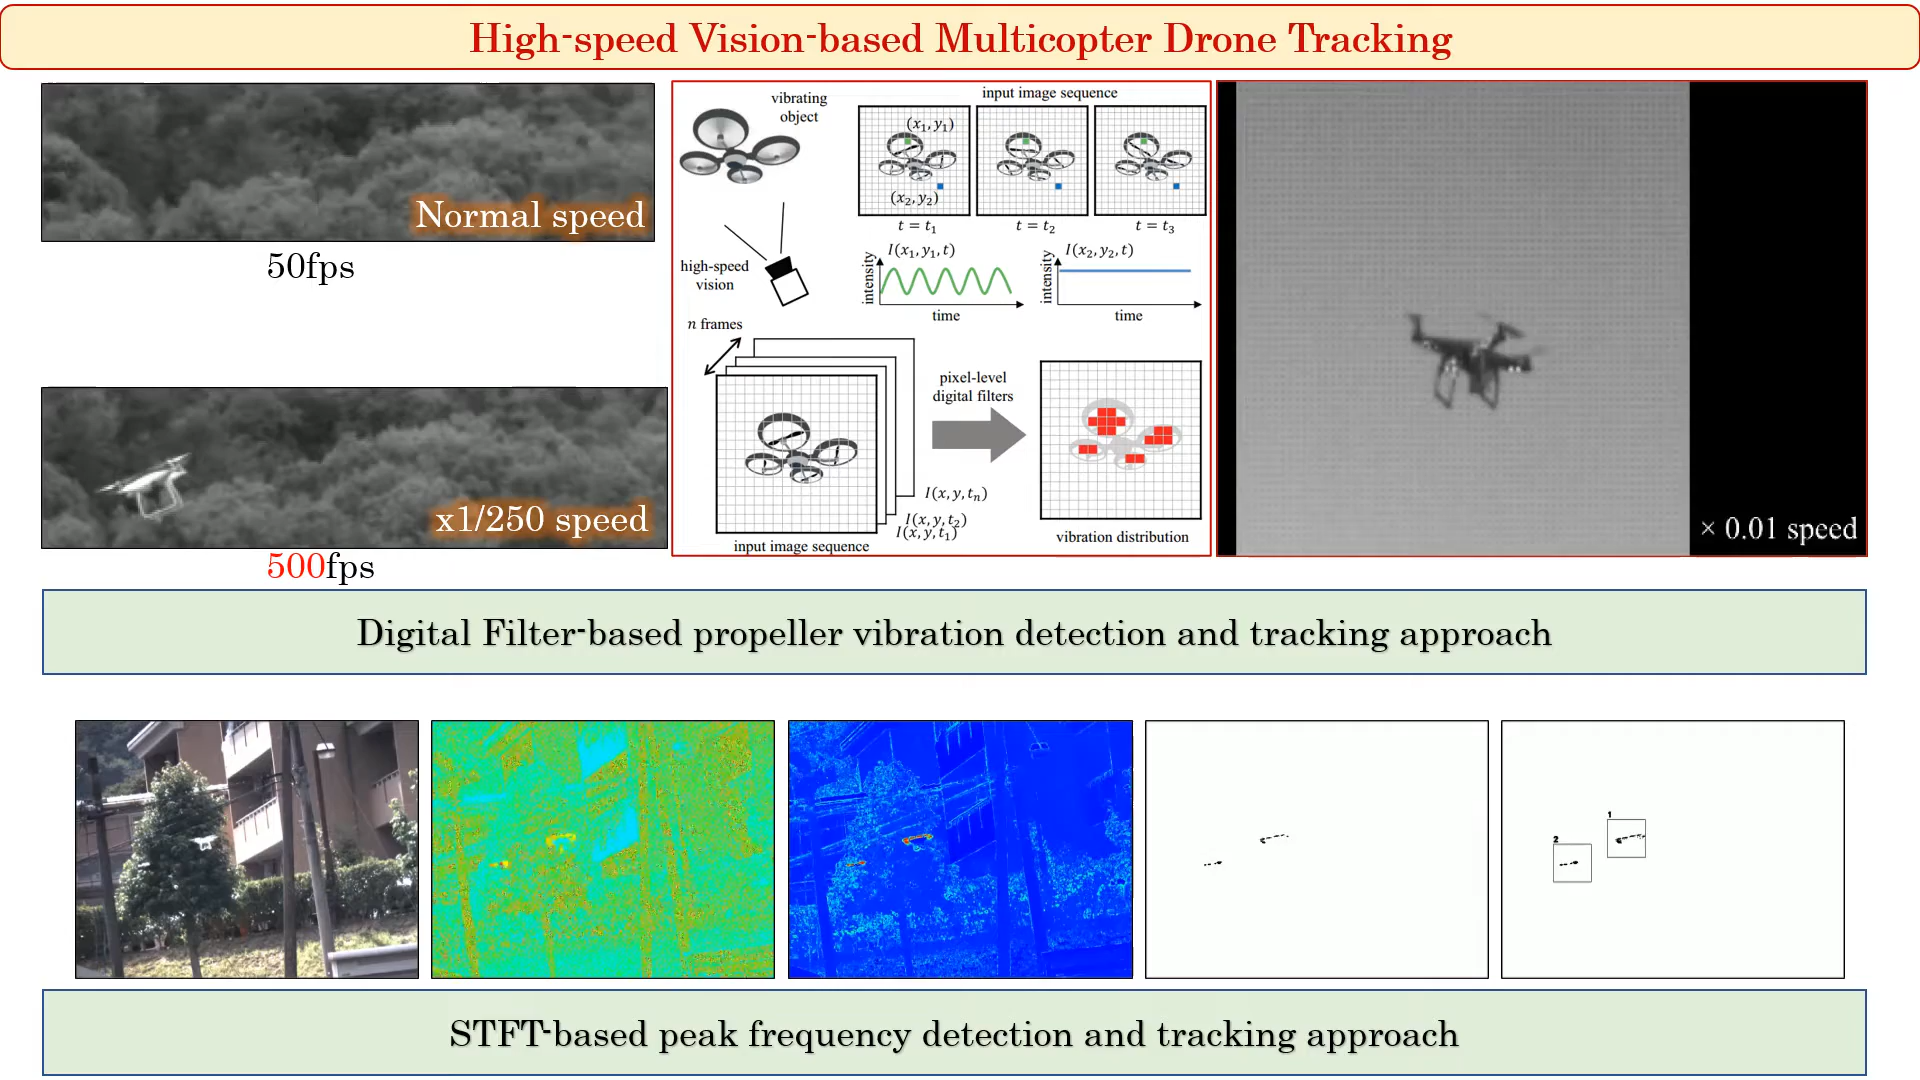 High-speed Vision-based Multicopter Drone Tracking
Normal speed
50fps
x1/250 speed
500fps
vibrating
object
high-speed
vision
input image sequence
(x₁,y₁)
(x₂,y₂)
t = t₁
t = t₂
t = t₃
I(x₁,y₁,t)
intensity
time
I(x₂,y₂,t)
intensity
time
n frames
I(x,y,tₙ)
I(x,y,t₂)
I(x,y,t₁)
input image sequence
pixel-level
digital filters
vibration distribution
× 0.01 speed
Digital Filter-based propeller vibration detection and tracking approach
1
2
STFT-based peak frequency detection and tracking approach